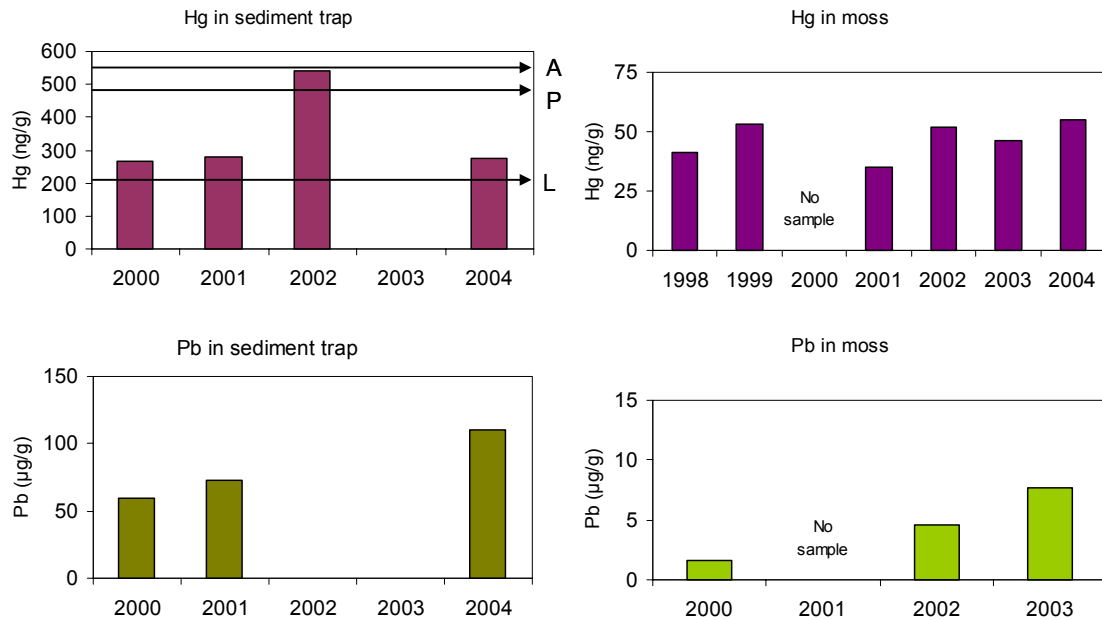 Hg in sediment trap
Hg (ng/g)
600
500
400
300
200
100
0
A
P
L
2000 2001 2002 2003 2004
Hg in moss
Hg (ng/g)
75
50
25
0
No
sample
1998 1999 2000 2001 2002 2003 2004
Pb in sediment trap
Pb (µg/g)
150
100
50
0
2000 2001 2002 2003 2004
Pb in moss
Pb (µg/g)
15
10
5
0
No
sample
2000 2001 2002 2003